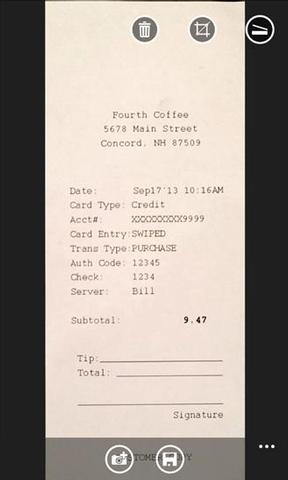 Fourth Coffee
5678 Main Street
Concord. NH 87509
Date: Sep17'13 10:16AM
Card Type: Credit
Acct#: XXXXXXXXX9999
Card Entry:SWIPED
Trans Type:PURCHASE
Auth Code: 12345
Check: 1234
Server: Bill
Subtotal: 9.47
Tip:
Total:
Signature